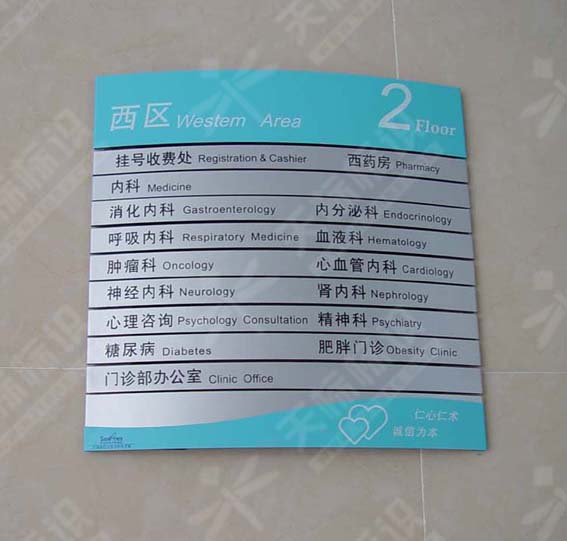 西区 Westem Area 2 Floor
挂号收费处 Registration & Cashier 西药房 Pharmacy
内科 Medicine
消化内科 Gastroenterology 内分泌科 Endocrinology
呼吸内科 Respiratory Medicine 血液科 Hematology
肿瘤科 Oncology 心血管内科 Cardiology
神经内科 Neurology 肾内科 Nephrology
心理咨询 Psychology Consultation 精神科 Psychiatry
糖尿病 Diabetes 肥胖门诊 Obesity Clinic
门诊部办公室 Clinic Office
仁心仁术
诚信为本